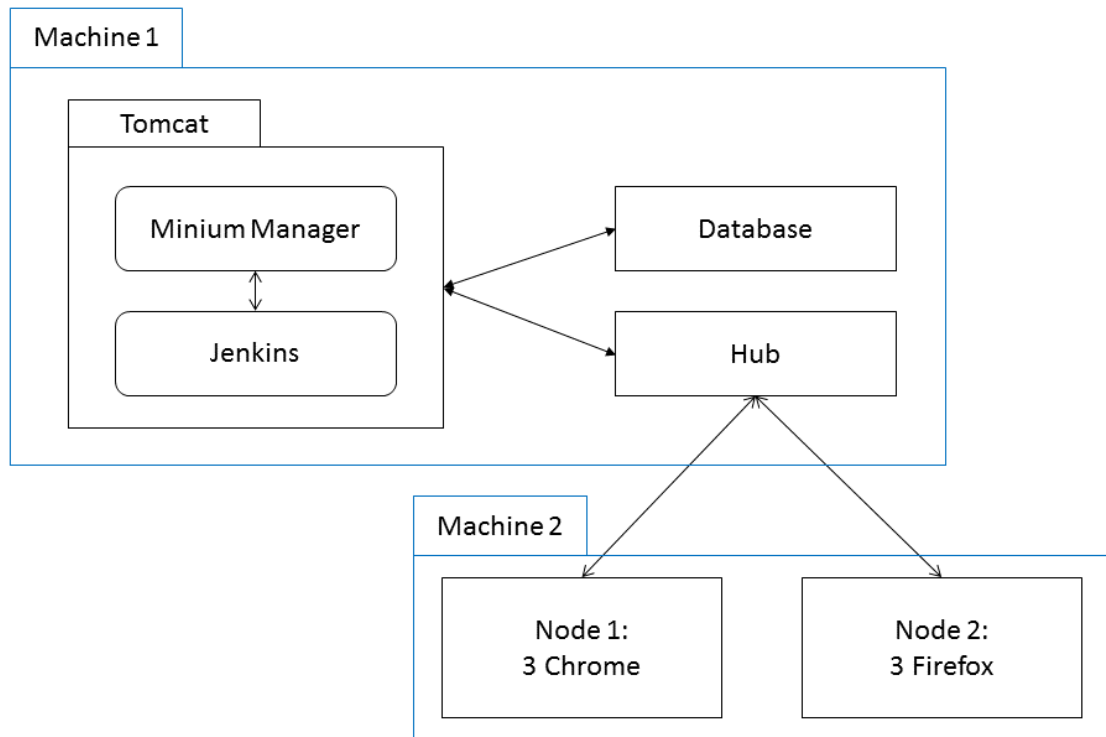 Machine 1
Tomcat
Minium Manager
Database
Jenkins
Hub
Machine 2
Node 1:
3 Chrome
Node 2:
3 Firefox